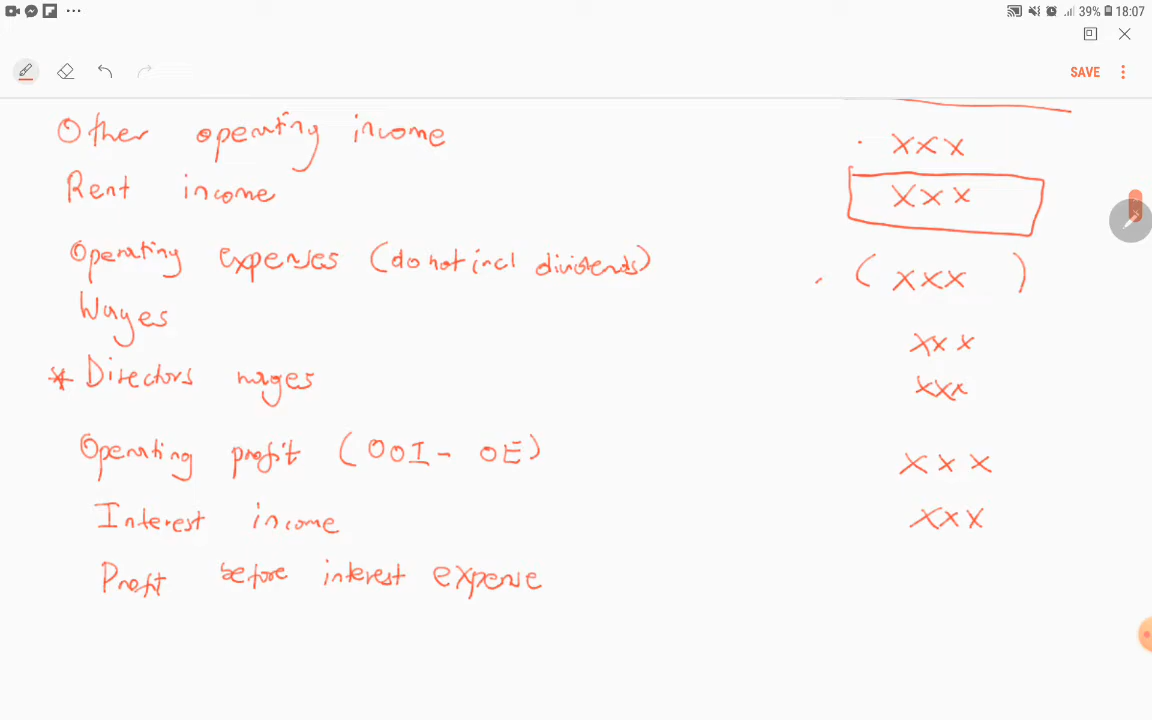 39% 18:07
SAVE
Other operating income . XXX
Rent income XXX
Operating expenses (do not incl dividends) . ( XXX )
Wages XXX
* Directors wages XXX
Operating profit (OOI - OE) XXX
Interest income XXX
Profit before interest expense